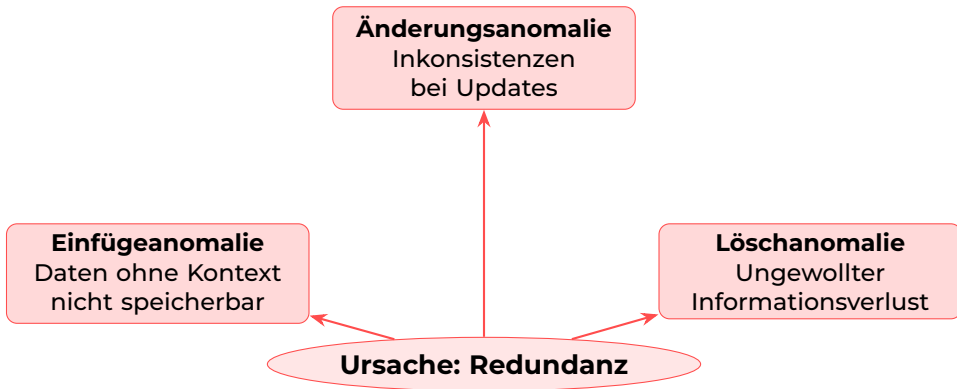 Änderungsanomalie
Inkonsistenzen
bei Updates
Einfügeanomalie
Daten ohne Kontext
nicht speicherbar
Löschanomalie
Ungewollter
Informationsverlust
Ursache: Redundanz